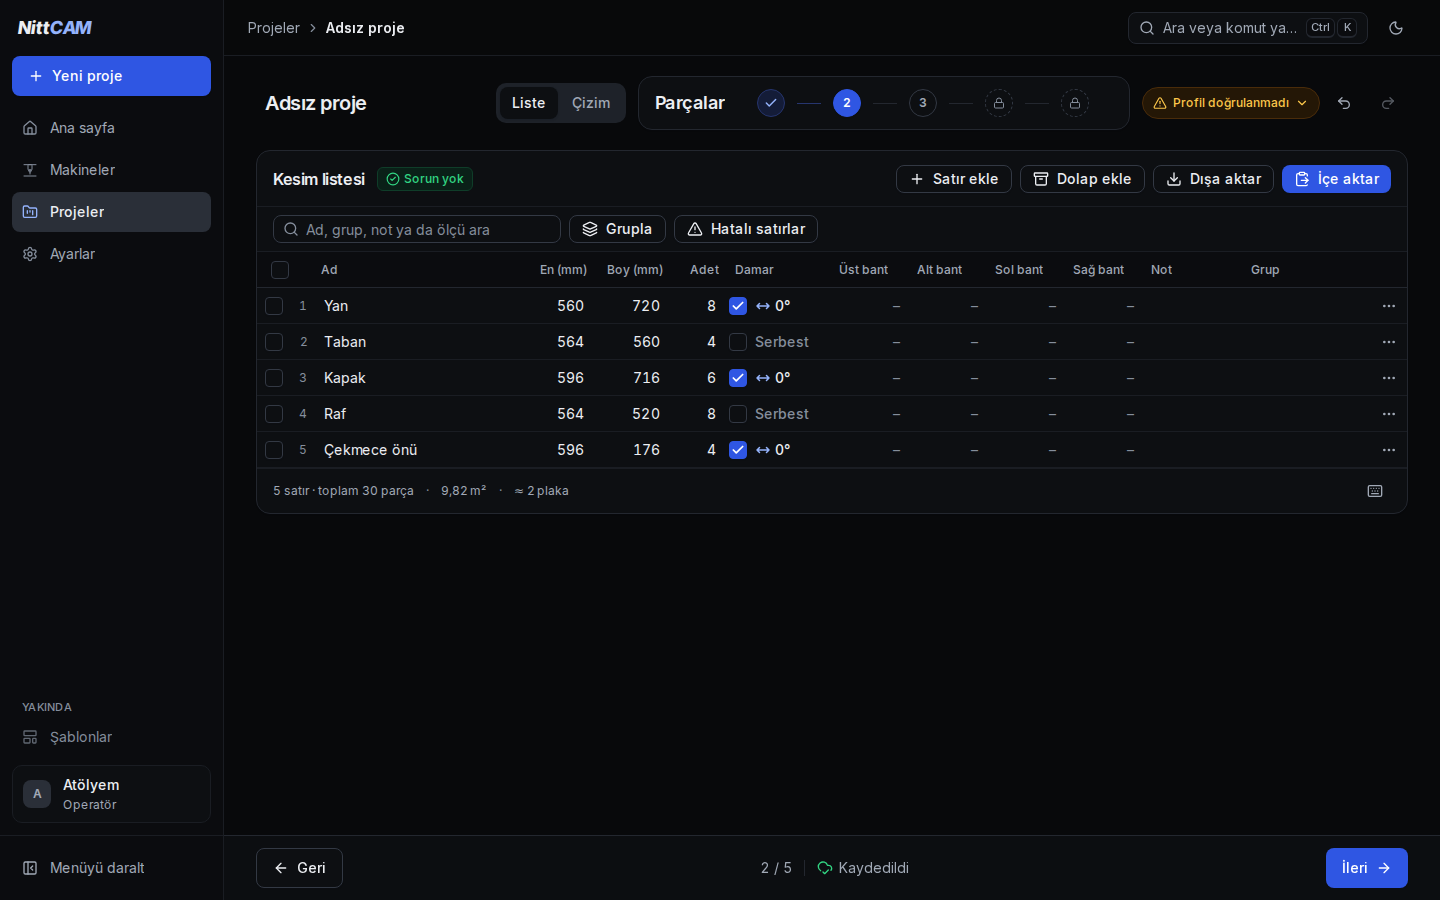 NittCAM
Projeler > Adsız proje
Ara veya komut ya... Ctrl K
Yeni proje
Ana sayfa
Makineler
Projeler
Ayarlar
YAKINDA
Şablonlar
A
Atölyem
Operatör
Menüyü daralt
Adsız proje
Liste Çizim
Parçalar 2 3
Profil doğrulanmadı
Kesim listesi Sorun yok
Satır ekle Dolap ekle Dışa aktar İçe aktar
Ad, grup, not ya da ölçü ara Grupla Hatalı satırlar
Ad En (mm) Boy (mm) Adet Damar Üst bant Alt bant Sol bant Sağ bant Not Grup
1 Yan 560 720 8 ↔ 0° – – – – ···
2 Taban 564 560 4 Serbest – – – – ···
3 Kapak 596 716 6 ↔ 0° – – – – ···
4 Raf 564 520 8 Serbest – – – – ···
5 Çekmece önü 596 176 4 ↔ 0° – – – – ···
5 satır · toplam 30 parça · 9,82 m² · ≈ 2 plaka
Geri
2 / 5 Kaydedildi
İleri